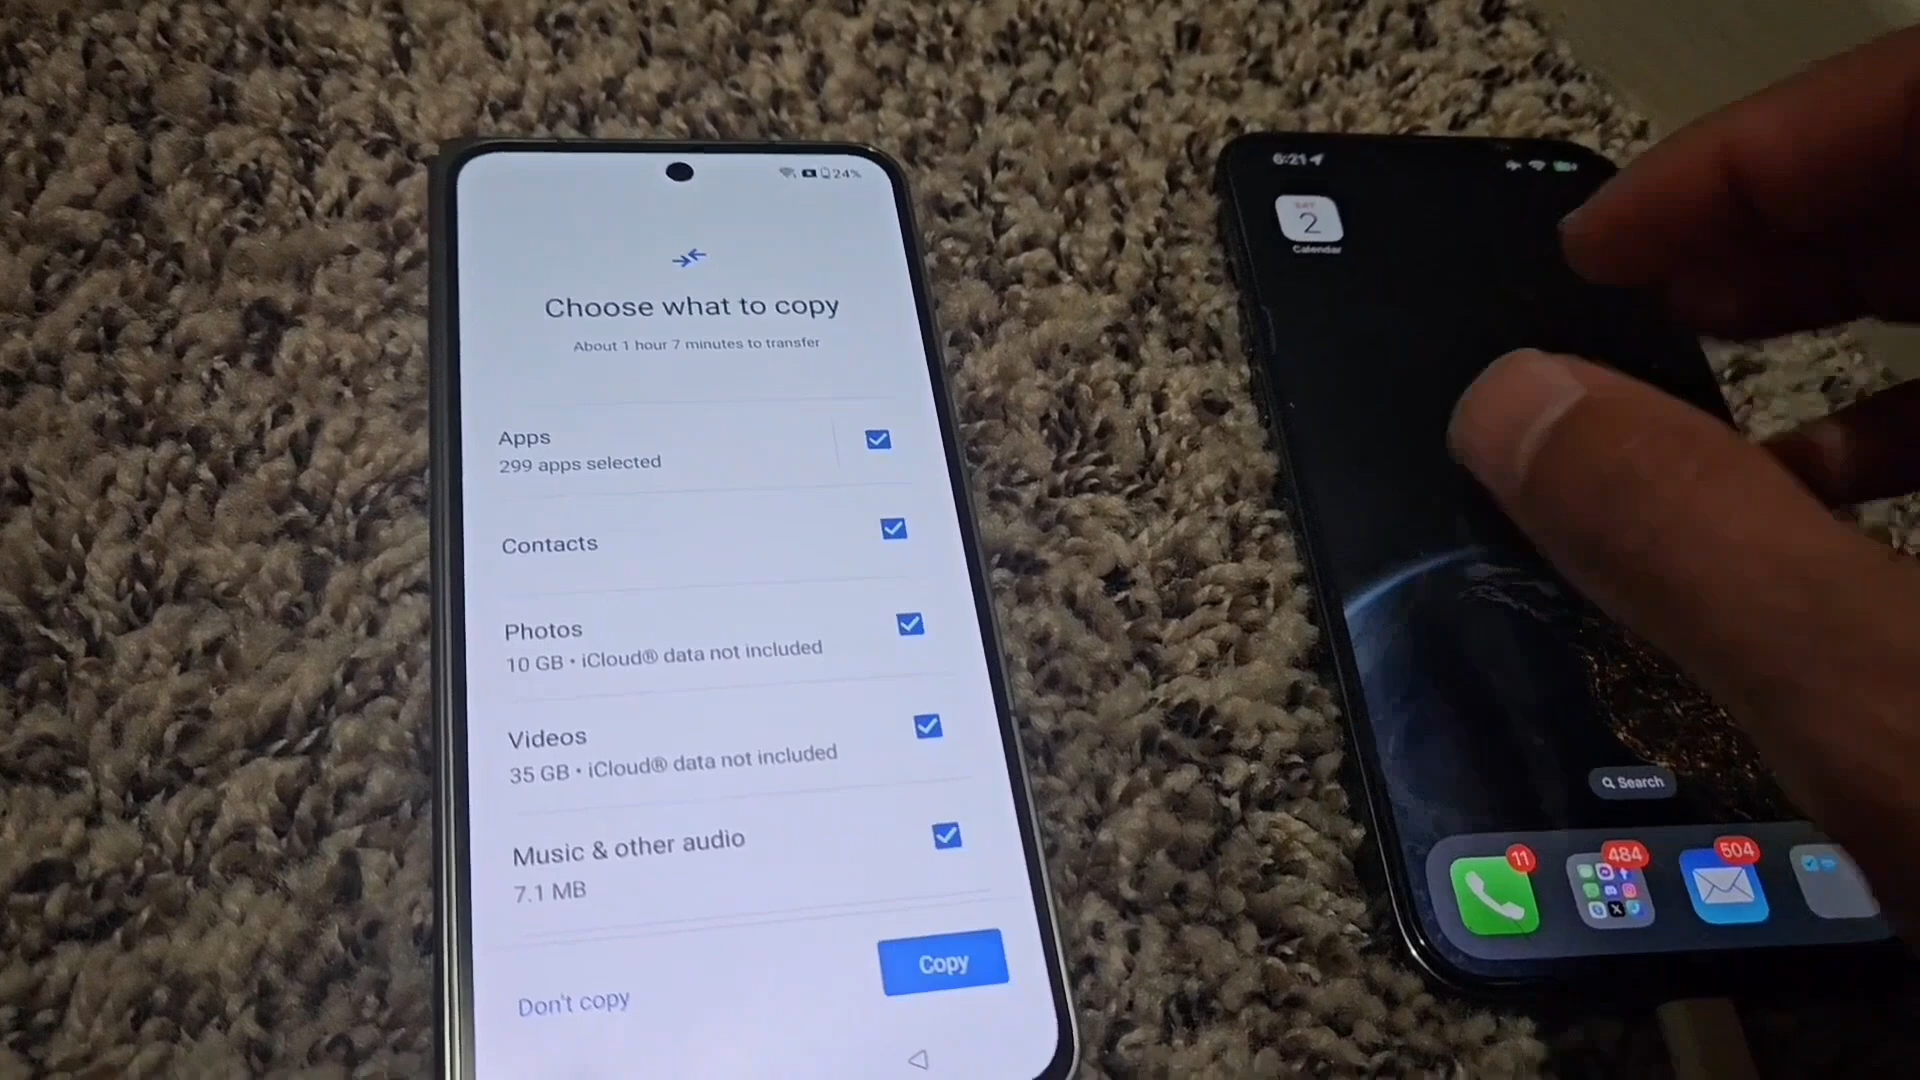 24%
Choose what to copy
About 1 hour 7 minutes to transfer
Apps
299 apps selected
Contacts
Photos
10 GB • iCloud® data not included
Videos
35 GB • iCloud® data not included
Music & other audio
7.1 MB
Don't copy
Copy
6:21
2
Calendar
Search
11
484
504